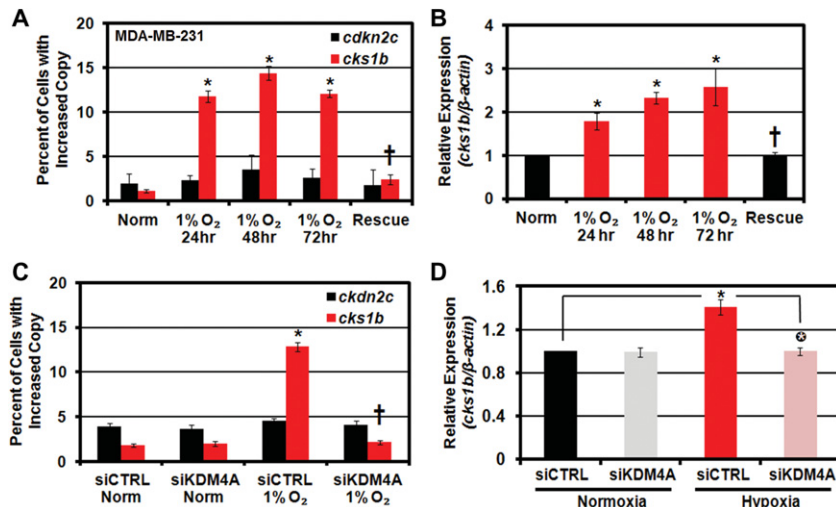 A
MDA-MB-231
cdkn2c
cks1b
Percent of Cells with
Increased Copy
20
15
10
5
0
*
*
*
†
Norm
1% O₂
24hr
1% O₂
48hr
1% O₂
72hr
Rescue
B
Relative Expression
(cks1b/β-actin)
4
3
2
1
0
*
*
*
†
Norm
1% O₂
24 hr
1% O₂
48 hr
1% O₂
72 hr
Rescue
C
ckdn2c
cks1b
Percent of Cells with
Increased Copy
20
15
10
5
0
*
†
siCTRL
Norm
siKDM4A
Norm
siCTRL
1% O₂
siKDM4A
1% O₂
D
Relative Expression
(cks1b/β-actin)
1.6
1.2
0.8
0.4
0
*
⊛
siCTRL
siKDM4A
siCTRL
siKDM4A
Normoxia
Hypoxia